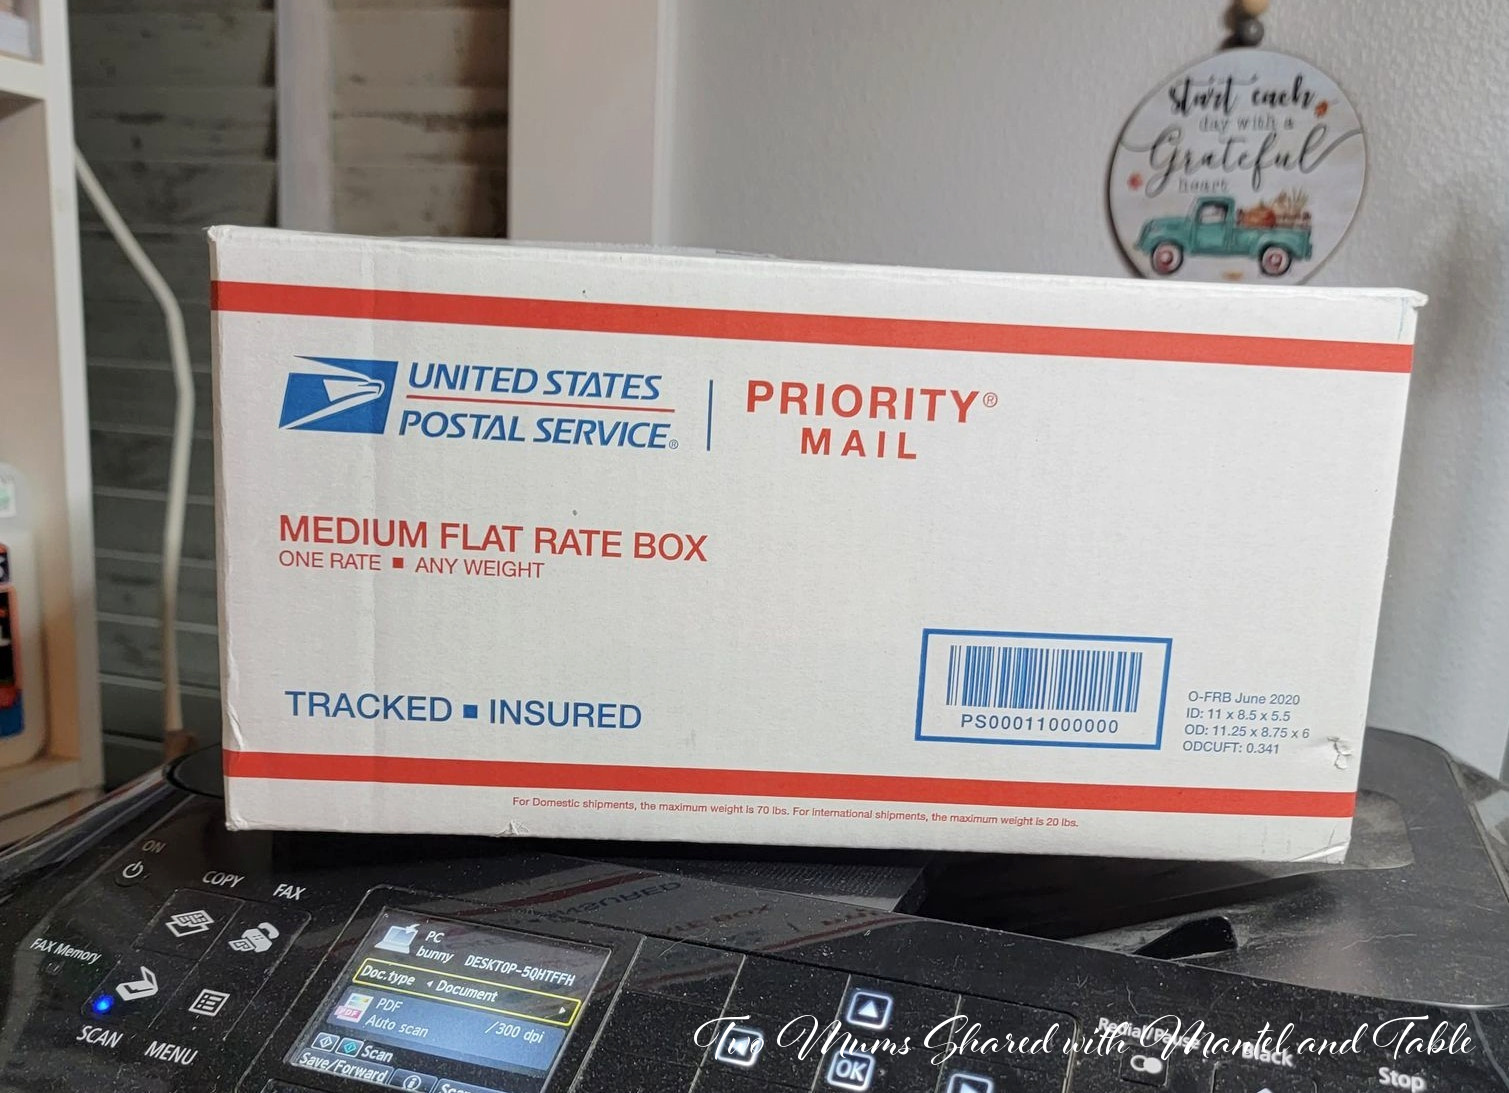 start each
day with a
Grateful
heart
UNITED STATES
POSTAL SERVICE®
PRIORITY®
MAIL
MEDIUM FLAT RATE BOX
ONE RATE ■ ANY WEIGHT
TRACKED ■ INSURED
PS00011000000
O-FRB June 2020
ID: 11 x 8.5 x 5.5
OD: 11.25 x 8.75 x 6
ODCUFT: 0.341
For Domestic shipments, the maximum weight is 70 lbs. For international shipments, the maximum weight is 20 lbs.
ON
COPY
FAX
FAX Memory
SCAN
MENU
PC
bunny DESKTOP-5QHTFFH
Doc.type Document
PDF
PDF
Auto scan /300 dpi
Scan
Save/Forward
OK
Redial/Pause
Black
Stop
Two Mums Shared with Mantel and Table